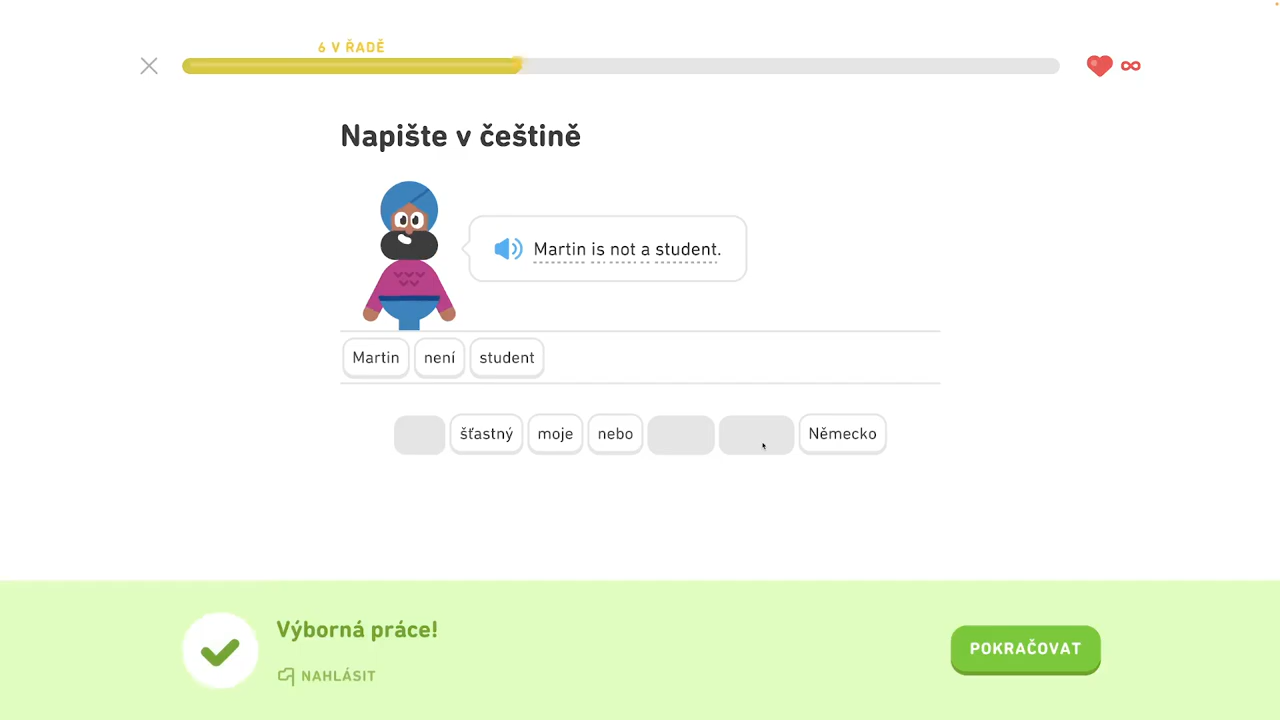 6 V ŘADĚ
Napište v češtině
Martin is not a student.
Martin není student
šťastný moje nebo Německo
Výborná práce!
NAHLÁSIT
POKRAČOVAT